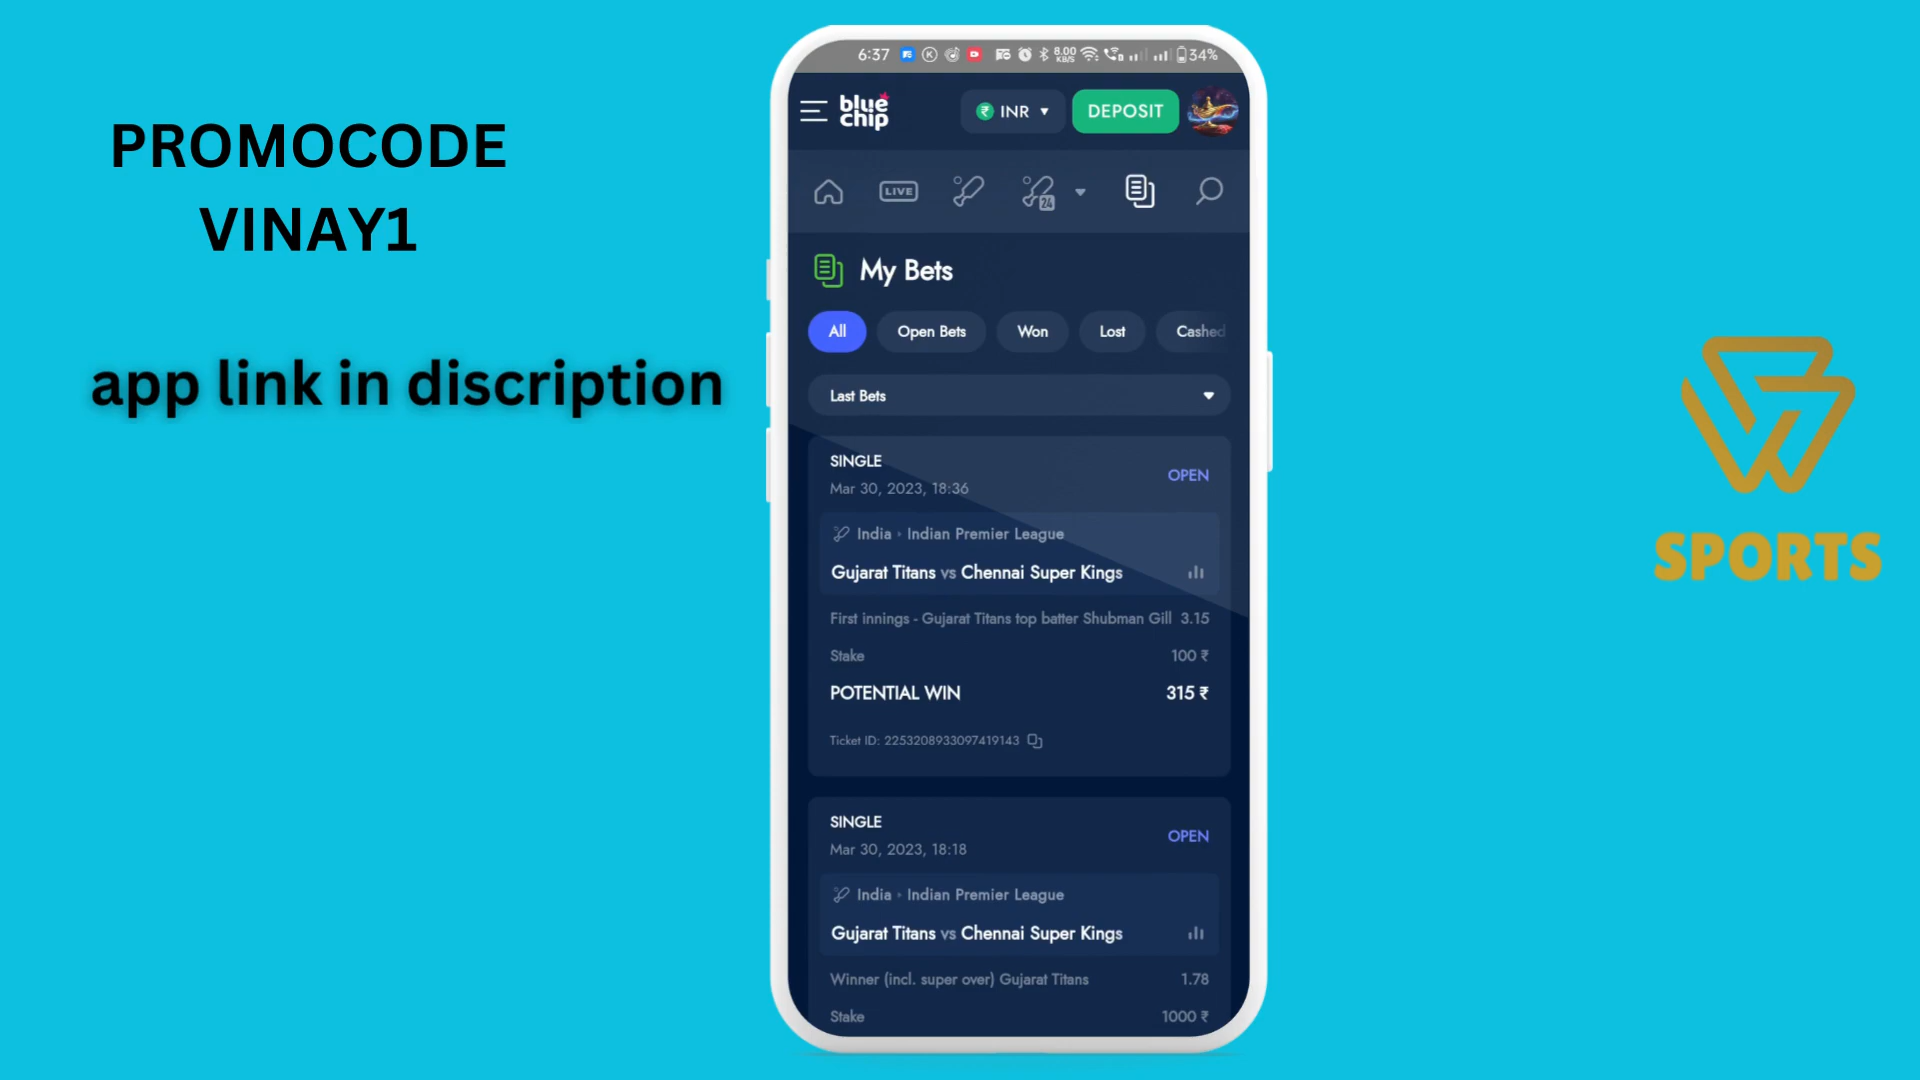 PROMOCODE
VINAY1
app link in discription
6:37 8.00 KB/S 34%
blue
chip
INR
DEPOSIT
LIVE
24
My Bets
All
Open Bets
Won
Lost
Cashed
Last Bets
SINGLE
OPEN
Mar 30, 2023, 18:36
India Indian Premier League
Gujarat Titans vs Chennai Super Kings
First innings - Gujarat Titans top batter Shubman Gill 3.15
Stake 100 ₹
POTENTIAL WIN 315 ₹
Ticket ID: 2253208933097419143
SINGLE
OPEN
Mar 30, 2023, 18:18
India Indian Premier League
Gujarat Titans vs Chennai Super Kings
Winner (incl. super over) Gujarat Titans 1.78
Stake 1000 ₹
SPORTS